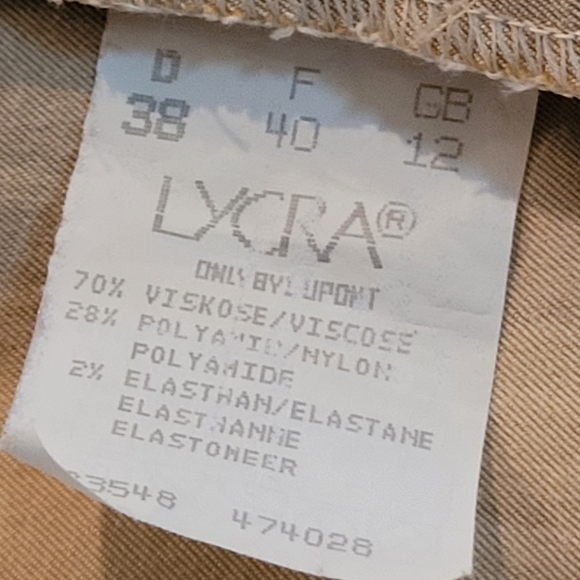 D F GB
38 40 12
LYCRA®
ONLY BY DUPONT
70% VISKOSE/VISCOSE
28% POLYAMID/NYLON
POLYAMIDE
2% ELASTHAN/ELASTANE
ELASTHANNE
ELASTOMEER
3548 474028